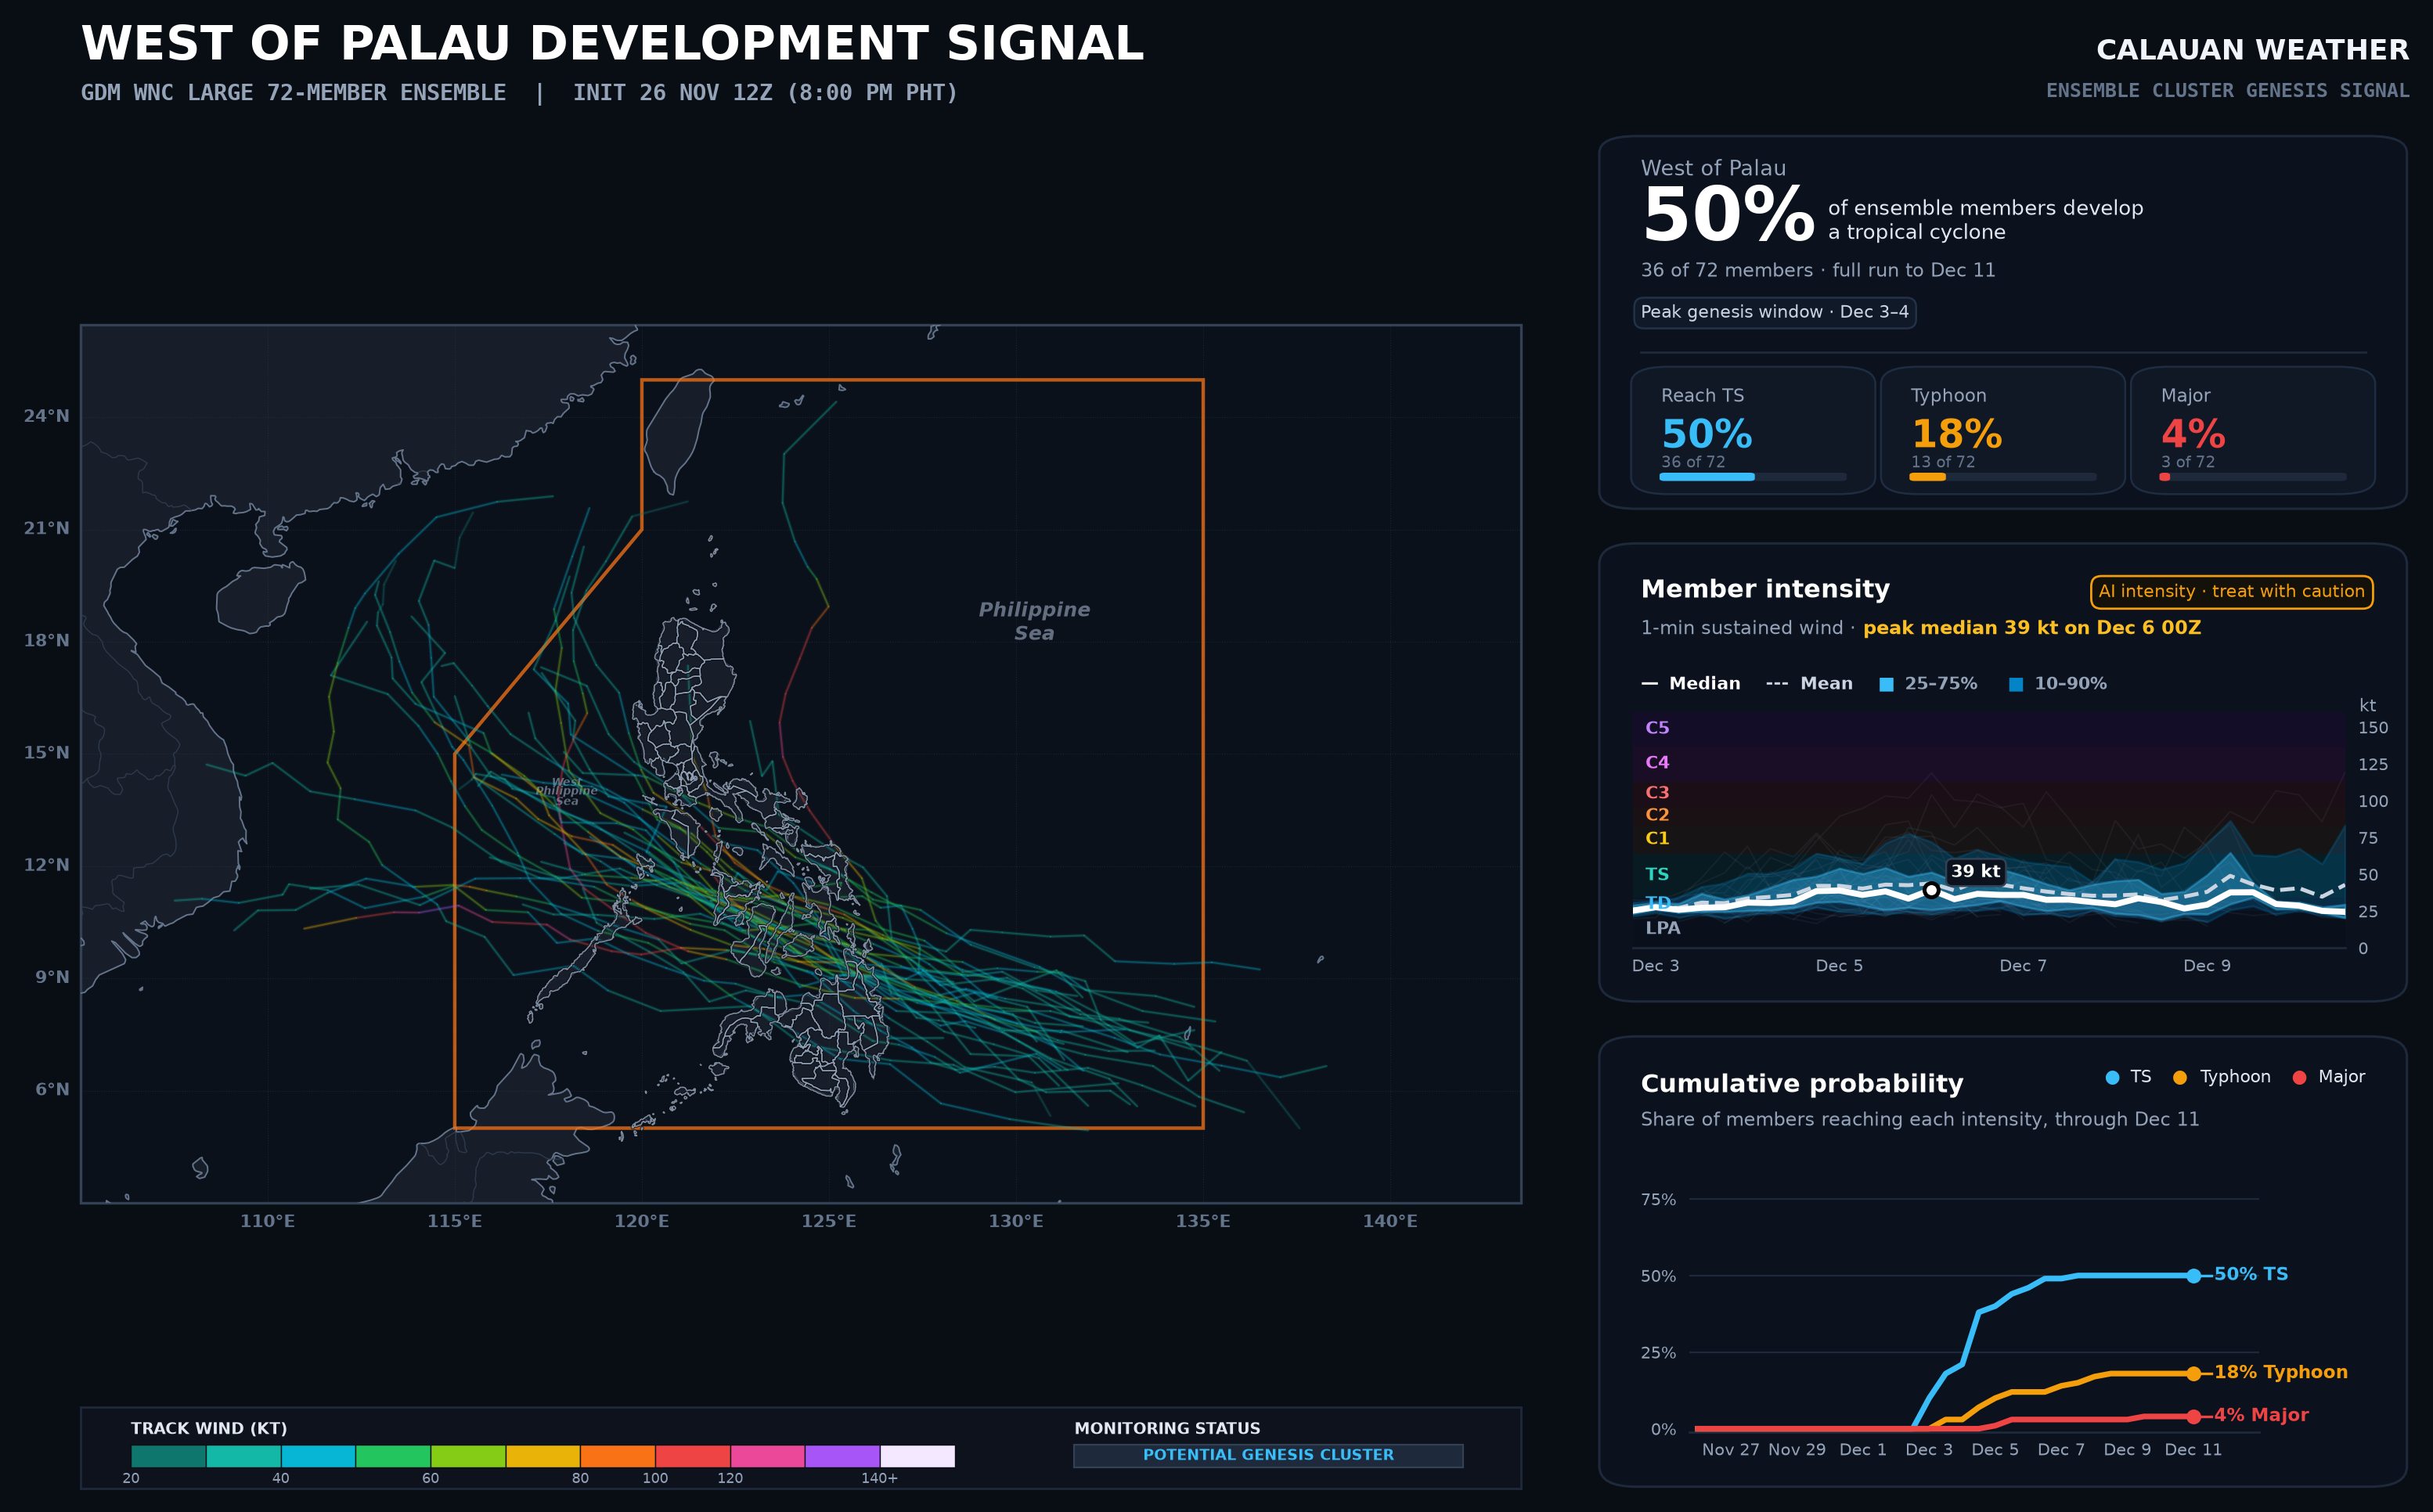 WEST OF PALAU DEVELOPMENT SIGNAL
GDM WNC LARGE 72-MEMBER ENSEMBLE | INIT 26 NOV 12Z (8:00 PM PHT)
CALAUAN WEATHER
ENSEMBLE CLUSTER GENESIS SIGNAL
24°N
21°N
18°N
15°N
12°N
9°N
6°N
110°E
115°E
120°E
125°E
130°E
135°E
140°E
Philippine
Sea
West
Philippine
Sea
TRACK WIND (KT)
20
40
60
80
100
120
140+
MONITORING STATUS
POTENTIAL GENESIS CLUSTER
West of Palau
50%
of ensemble members develop
a tropical cyclone
36 of 72 members · full run to Dec 11
Peak genesis window · Dec 3–4
Reach TS
50%
36 of 72
Typhoon
18%
13 of 72
Major
4%
3 of 72
Member intensity
AI intensity · treat with caution
1-min sustained wind · peak median 39 kt on Dec 6 00Z
Median
Mean
25–75%
10–90%
kt
C5
C4
C3
C2
C1
TS
TD
LPA
39 kt
150
125
100
75
50
25
0
Dec 3
Dec 5
Dec 7
Dec 9
Cumulative probability
TS
Typhoon
Major
Share of members reaching each intensity, through Dec 11
75%
50%
25%
0%
50% TS
18% Typhoon
4% Major
Nov 27
Nov 29
Dec 1
Dec 3
Dec 5
Dec 7
Dec 9
Dec 11